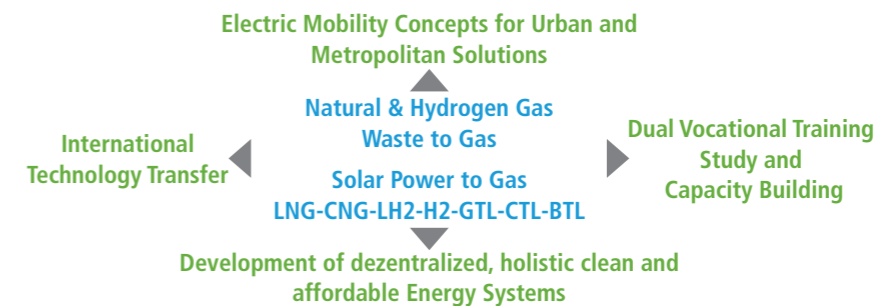 Electric Mobility Concepts for Urban and
Metropolitan Solutions
Natural & Hydrogen Gas
Waste to Gas
International
Technology Transfer
Dual Vocational Training
Study and
Capacity Building
Solar Power to Gas
LNG-CNG-LH2-H2-GTL-CTL-BTL
Development of dezentralized, holistic clean and
affordable Energy Systems